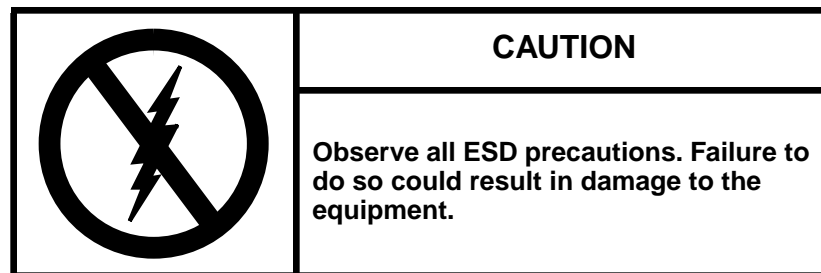 CAUTION
Observe all ESD precautions. Failure to
do so could result in damage to the
equipment.